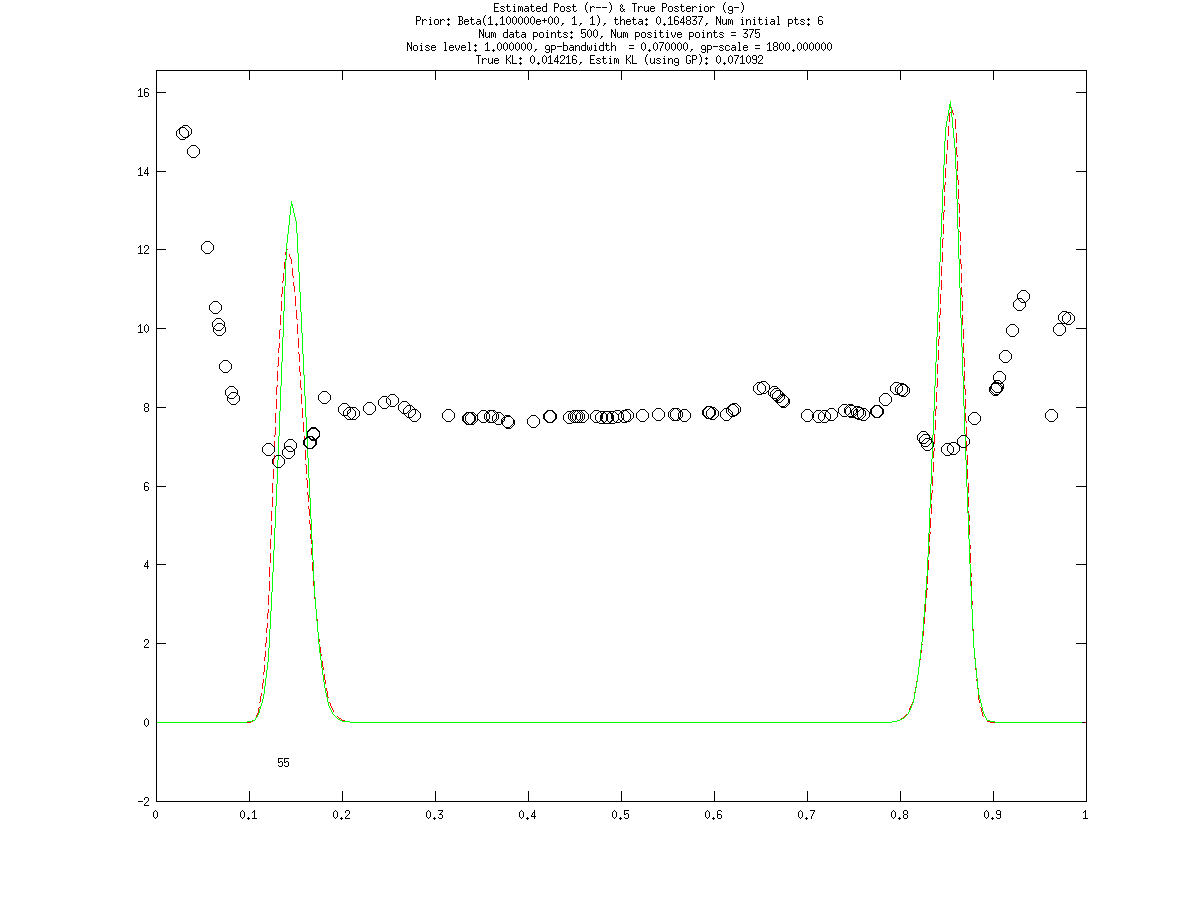 Estimated Post (r--) & True Posterior (g-)
Prior: Beta(1.100000e+00, 1, 1), theta: 0.164837, Num initial pts: 6
Num data points: 500, Num positive points = 375
Noise level: 1.000000, gp-bandwidth  = 0.070000, gp-scale = 1800.000000
True KL: 0.014216, Estim KL (using GP): 0.071092
16
14
12
10
8
6
4
2
0
55
-2
0 0.1 0.2 0.3 0.4 0.5 0.6 0.7 0.8 0.9 1